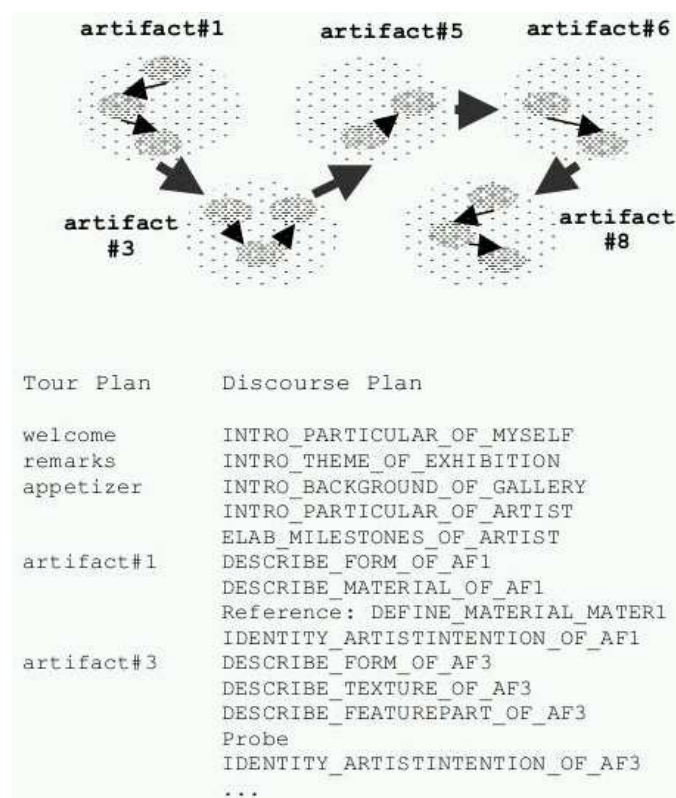 artifact#1 artifact#5 artifact#6
artifact
#3
artifact
#8
Tour Plan Discourse Plan
welcome INTRO_PARTICULAR_OF_MYSELF
remarks INTRO_THEME_OF_EXHIBITION
appetizer INTRO_BACKGROUND_OF_GALLERY
INTRO_PARTICULAR_OF_ARTIST
ELAB_MILESTONES_OF_ARTIST
artifact#1 DESCRIBE_FORM_OF_AF1
DESCRIBE_MATERIAL_OF_AF1
Reference: DEFINE_MATERIAL_MATER1
IDENTITY_ARTISTINTENTION_OF_AF1
artifact#3 DESCRIBE_FORM_OF_AF3
DESCRIBE_TEXTURE_OF_AF3
DESCRIBE_FEATUREPART_OF_AF3
Probe
IDENTITY_ARTISTINTENTION_OF_AF3
...